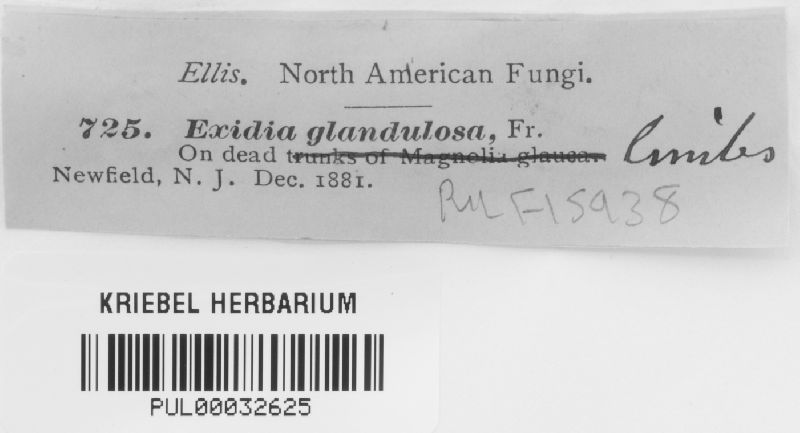 Ellis. North American Fungi.
725. Exidia glandulosa, Fr.
On dead trunks of Magnolia glauca. limbs
Newfield, N. J. Dec. 1881.
PUL F15938
KRIEBEL HERBARIUM
PUL00032625